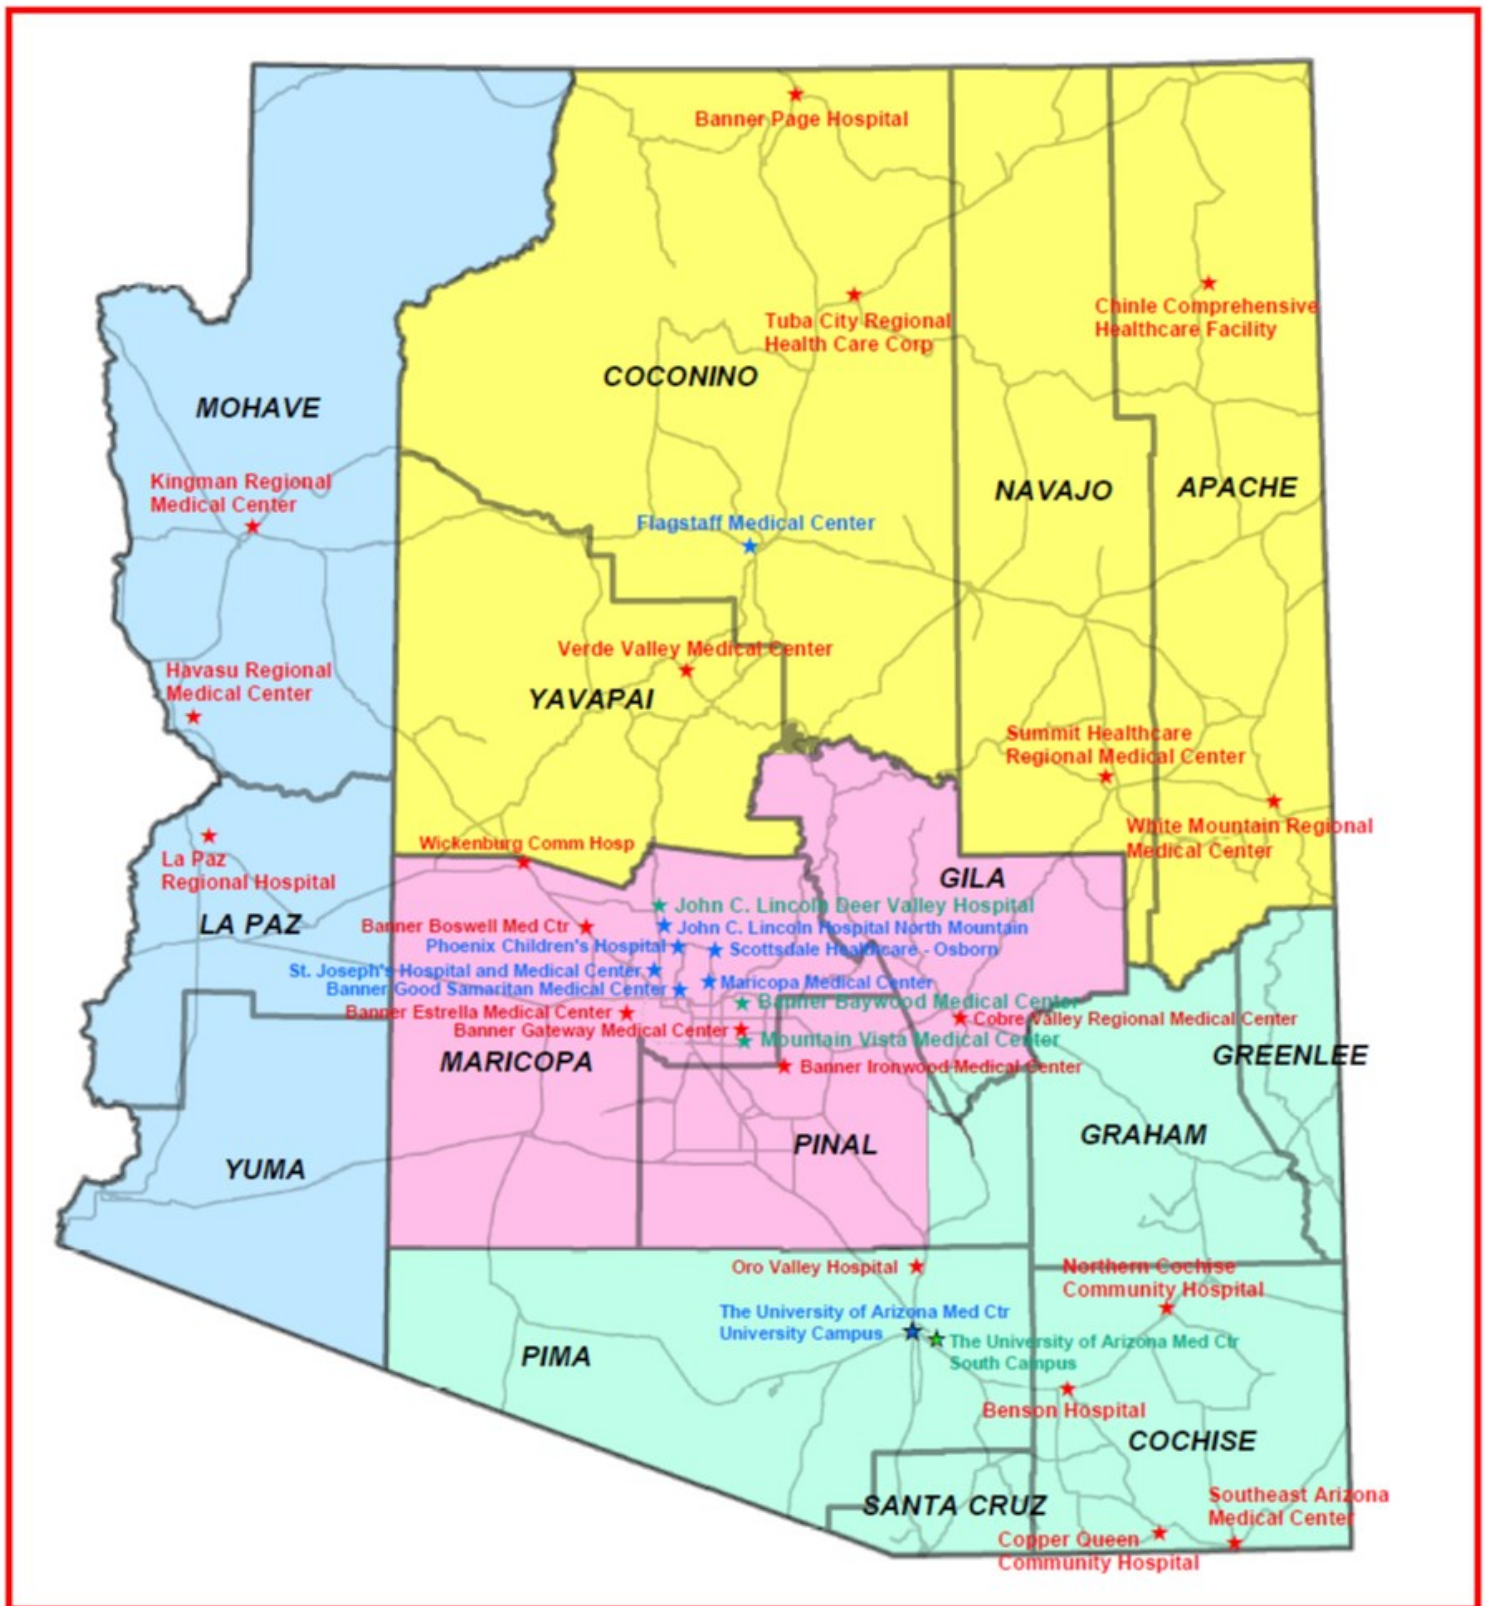 Banner Page Hospital
Tuba City Regional
Health Care Corp
Chinle Comprehensive
Healthcare Facility
COCONINO
MOHAVE
Kingman Regional
Medical Center
NAVAJO
APACHE
Flagstaff Medical Center
Verde Valley Medical Center
Havasu Regional
Medical Center
YAVAPAI
Summit Healthcare
Regional Medical Center
White Mountain Regional
Medical Center
Wickenburg Comm Hosp
La Paz
Regional Hospital
GILA
LA PAZ
John C. Lincoln Deer Valley Hospital
Banner Boswell Med Ctr
John C. Lincoln Hospital North Mountain
Phoenix Children's Hospital
Scottsdale Healthcare - Osborn
St. Joseph's Hospital and Medical Center
Maricopa Medical Center
Banner Good Samaritan Medical Center
Banner Baywood Medical Center
Banner Estrella Medical Center
Cobre Valley Regional Medical Center
Banner Gateway Medical Center
Mountain Vista Medical Center
MARICOPA
Banner Ironwood Medical Center
GREENLEE
GRAHAM
PINAL
YUMA
Oro Valley Hospital
Northern Cochise
Community Hospital
The University of Arizona Med Ctr
University Campus
The University of Arizona Med Ctr
South Campus
PIMA
Benson Hospital
COCHISE
SANTA CRUZ
Southeast Arizona
Medical Center
Copper Queen
Community Hospital